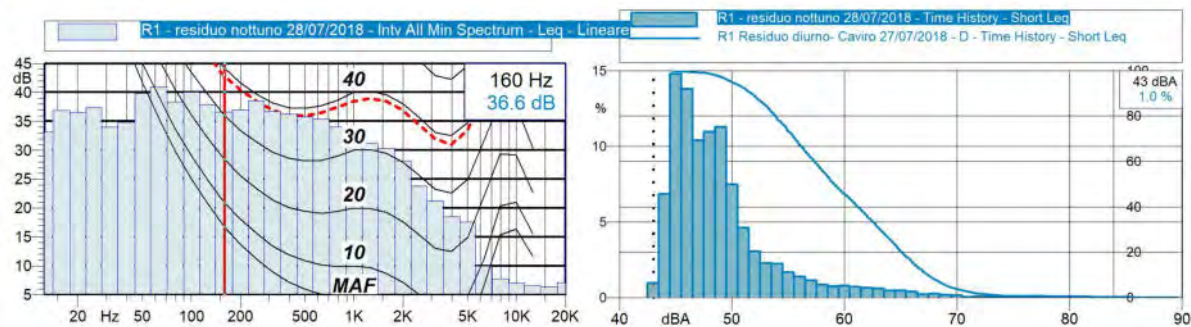 R1 - residuo notturno 28/07/2018 - Intv All Min Spectrum - Leq - Lineare
45
dB
40
35
30
25
20
15
10
5
40
30
20
10
MAF
160 Hz
36.6 dB
20 Hz 50 100 200 500 1K 2K 5K 10K 20K
R1 - residuo nottuno 28/07/2018 - Time History - Short Leq
R1 Residuo diurno- Caviro 27/07/2018 - D - Time History - Short Leq
15
%
10
5
0
100
80
60
40
20
0
43 dBA
1.0 %
40 dBA 50 60 70 80 90